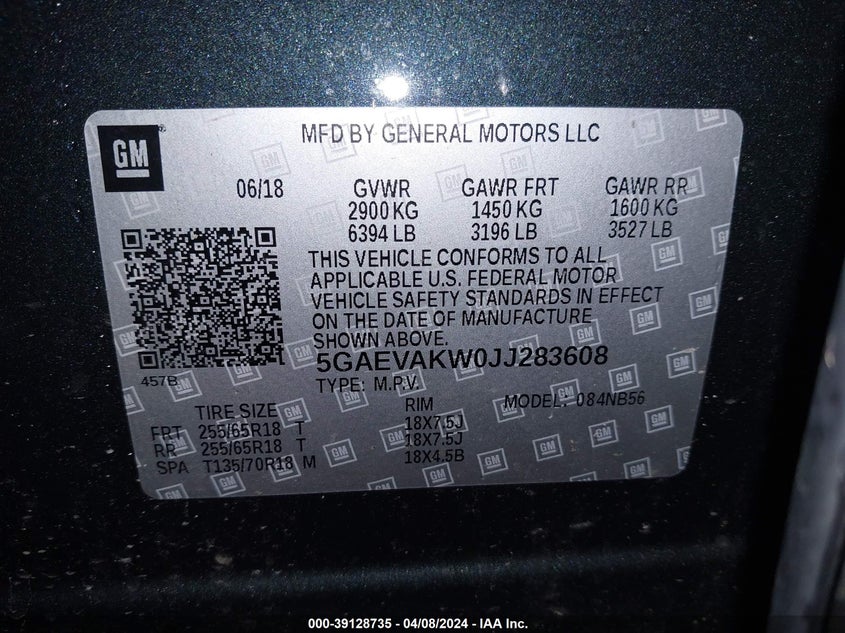 GM
MFD BY GENERAL MOTORS LLC
06/18 GVWR GAWR FRT GAWR RR
2900 KG 1450 KG 1600 KG
6394 LB 3196 LB 3527 LB
THIS VEHICLE CONFORMS TO ALL
APPLICABLE U.S. FEDERAL MOTOR
VEHICLE SAFETY STANDARDS IN EFFECT
ON THE DATE OF MANUFACTURE
SHOWN ABOVE.
5GAEVAKW0JJ283608
457B
TYPE: M.P.V. MODEL: 084NB56
TIRE SIZE RIM
FRT 255/65R18 T 18X7.5J
RR 255/65R18 T 18X7.5J
SPA T135/70R18 M 18X4.5B
000-39128735 - 04/08/2024 - IAA Inc.